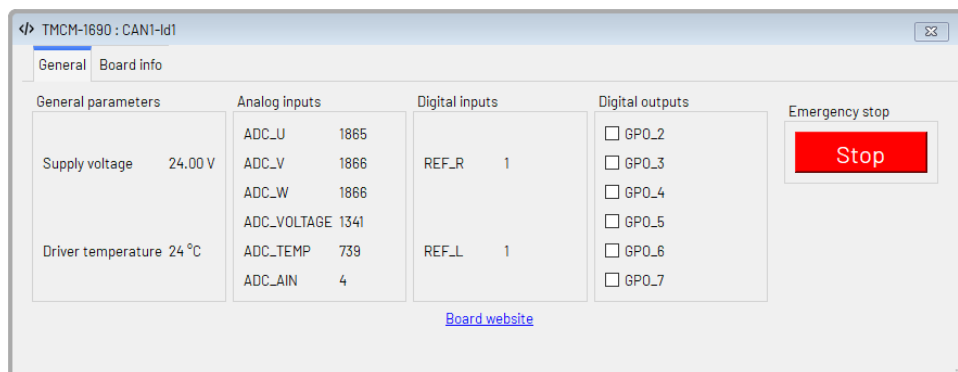 </> TMCM-1690 : CAN1-Id1
General Board info
General parameters
Supply voltage 24.00 V
Driver temperature 24 °C
Analog inputs
ADC_U 1865
ADC_V 1866
ADC_W 1866
ADC_VOLTAGE 1341
ADC_TEMP 739
ADC_AIN 4
Digital inputs
REF_R 1
REF_L 1
Digital outputs
GPO_2
GPO_3
GPO_4
GPO_5
GPO_6
GPO_7
Emergency stop
Stop
Board website